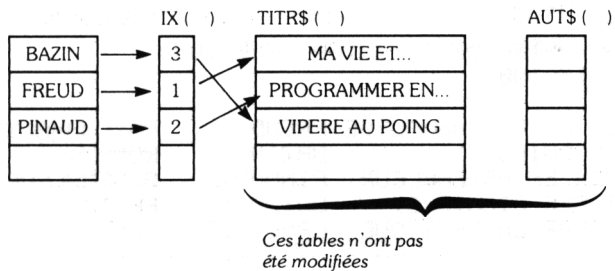 IX ( ) TITR$ ( ) AUT$ ( )
BAZIN 3 MA VIE ET...
FREUD 1 PROGRAMMER EN...
PINAUD 2 VIPERE AU POING
Ces tables n'ont pas
été modifiées